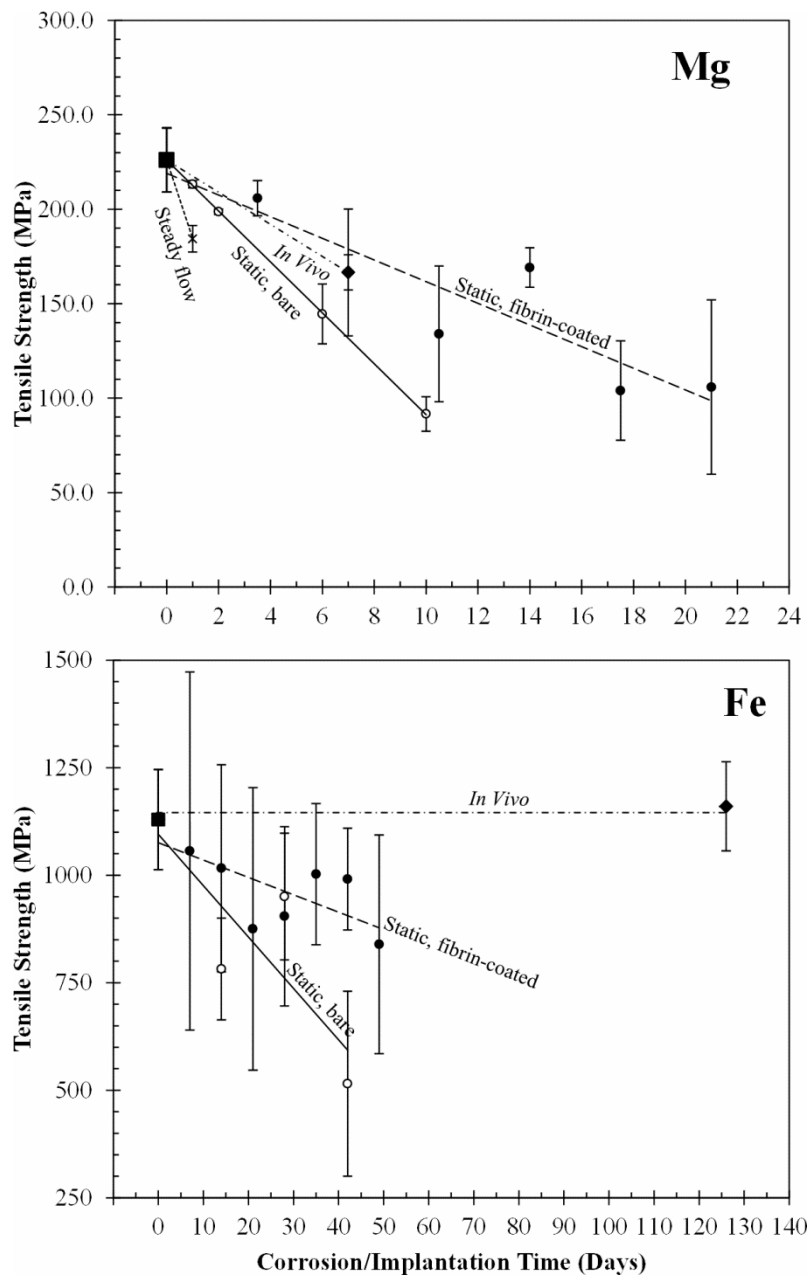 Mg
Tensile Strength (MPa)
300.0
250.0
200.0
150.0
100.0
50.0
0.0
Steady flow
Static, bare
In Vivo
Static, fibrin-coated
0 2 4 6 8 10 12 14 16 18 20 22 24
Fe
Tensile Strength (MPa)
1500
1250
1000
750
500
250
In Vivo
Static, fibrin-coated
Static, bare
0 10 20 30 40 50 60 70 80 90 100 110 120 130 140
Corrosion/Implantation Time (Days)